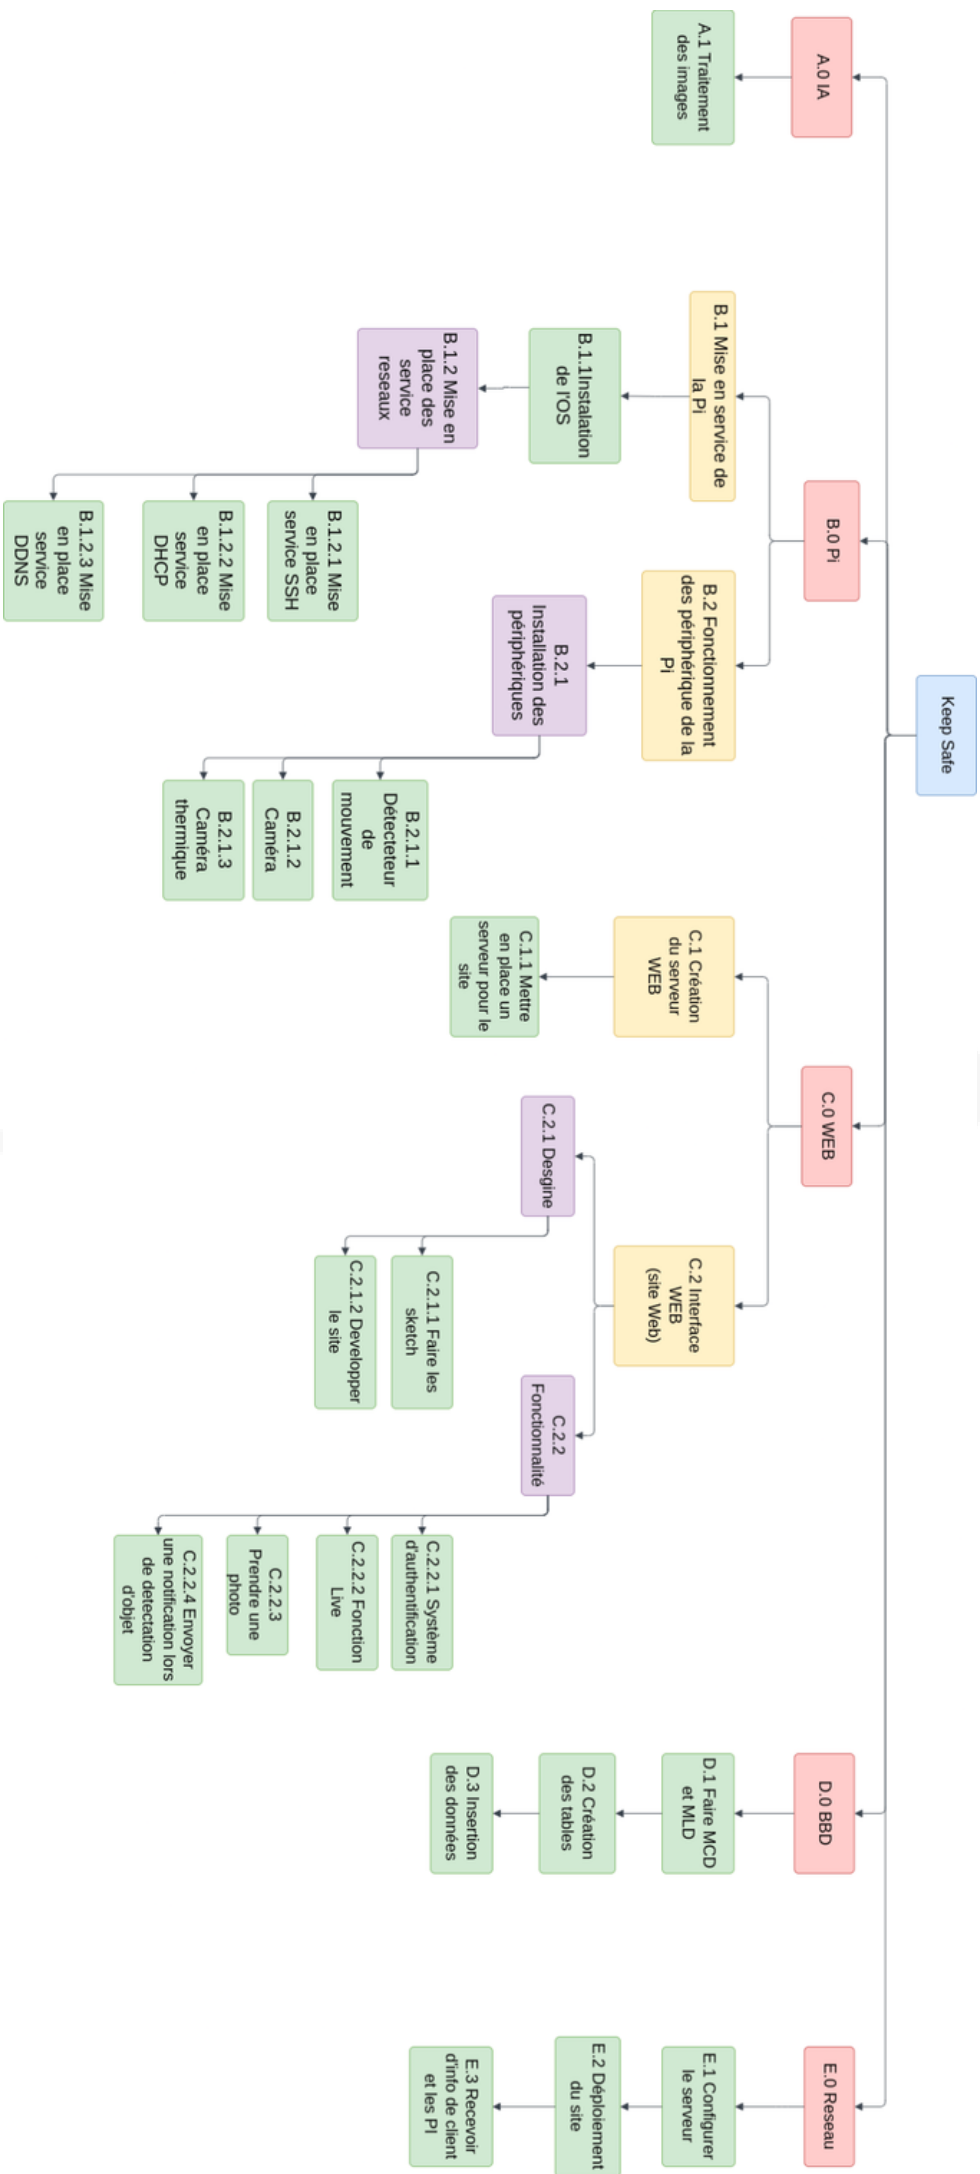 Keep Safe
A.0 IA
A.1 Traitement
des images
B.0 Pi
B.1 Mise en service de
la Pi
B.1.1Instalation
de l'OS
B.1.2 Mise en
place des
service
reseaux
B.1.2.1 Mise
en place
service SSH
B.1.2.2 Mise
en place
service
DHCP
B.1.2.3 Mise
en place
service
DDNS
B.2 Fonctionnement
des périphérique de la
Pi
B.2.1
Installation des
périphériques
B.2.1.1
Détecteteur
de
mouvement
B.2.1.2
Caméra
B.2.1.3
Caméra
thermique
C.0 WEB
C.1 Création
du serveur
WEB
C.1.1 Mettre
en place un
serveur pour le
site
C.2 Interface
WEB
(site Web)
C.2.1 Desgine
C.2.1.1 Faire les
sketch
C.2.1.2 Developper
le site
C.2.2
Fonctionnalité
C.2.2.1 Système
d'authentification
C.2.2.2 Fonction
Live
C.2.2.3
Prendre une
photo
C.2.2.4 Envoyer
une notification lors
de detectation
d'objet
D.0 BBD
D.1 Faire MCD
et MLD
D.2 Création
des tables
D.3 Insertion
des données
E.0 Reseau
E.1 Configurer
le serveur
E.2 Déploiement
du site
E.3 Recevoir
d'info de client
et les PI